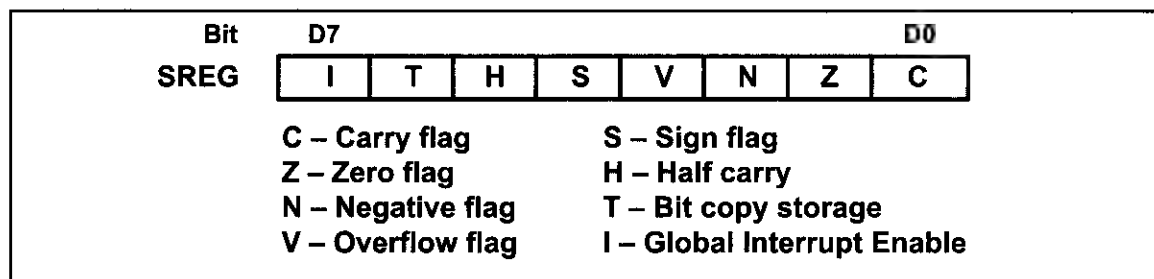 Bit D7 D0
SREG I T H S V N Z C
C – Carry flag S – Sign flag
Z – Zero flag H – Half carry
N – Negative flag T – Bit copy storage
V – Overflow flag I – Global Interrupt Enable